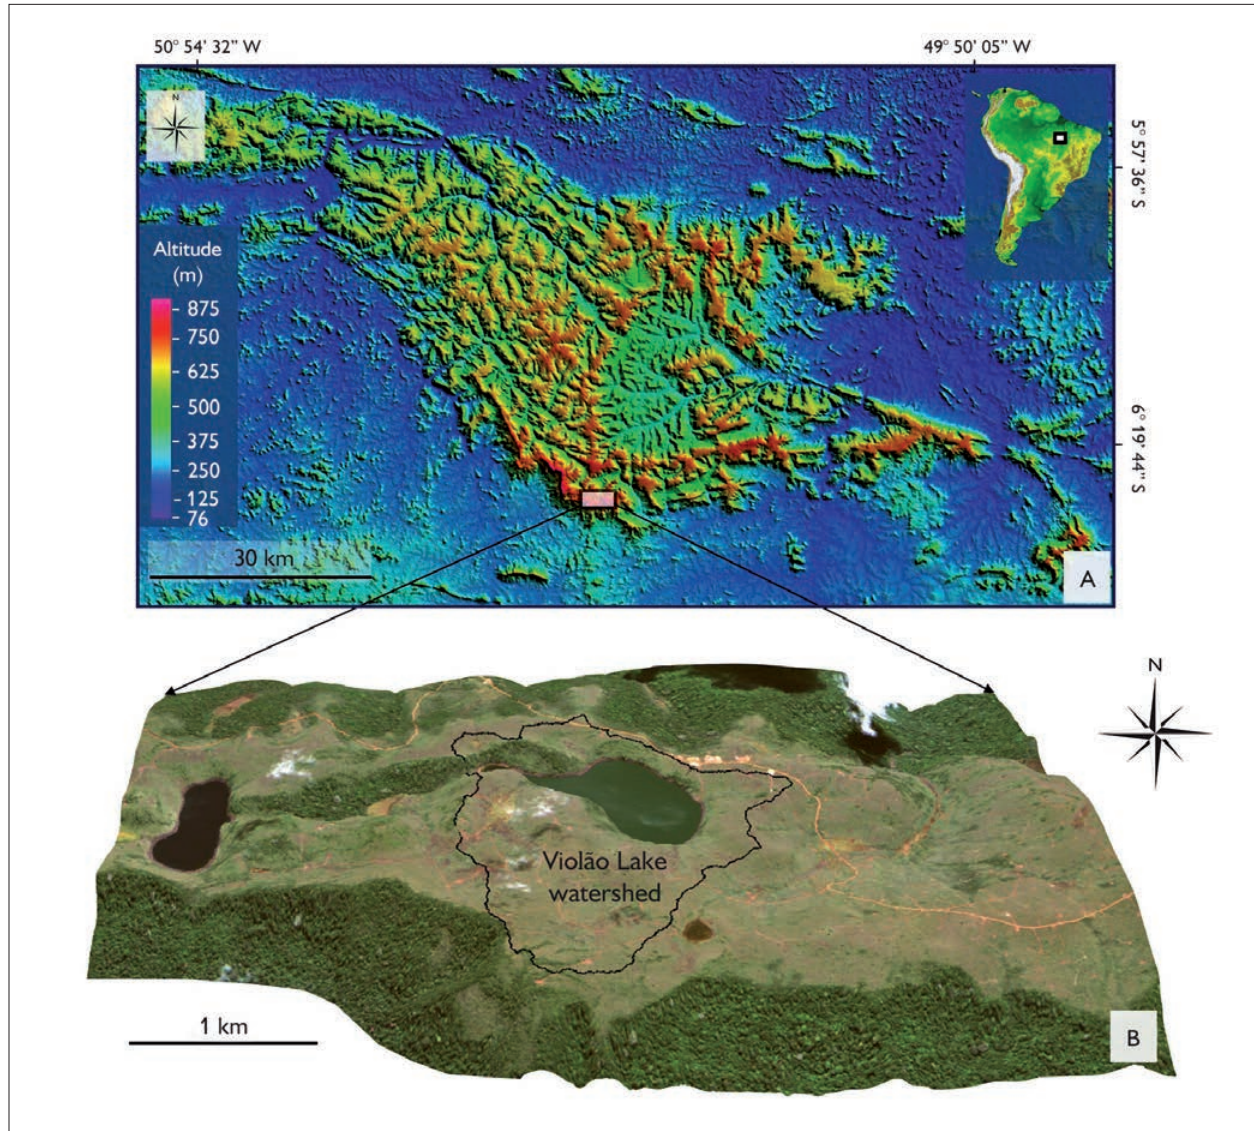 50° 54' 32" W
49° 50' 05" W
N
5° 57' 36" S
Altitude
(m)
875
750
625
500
375
250
125
76
6° 19' 44" S
30 km
A
N
Violão Lake
watershed
1 km
B